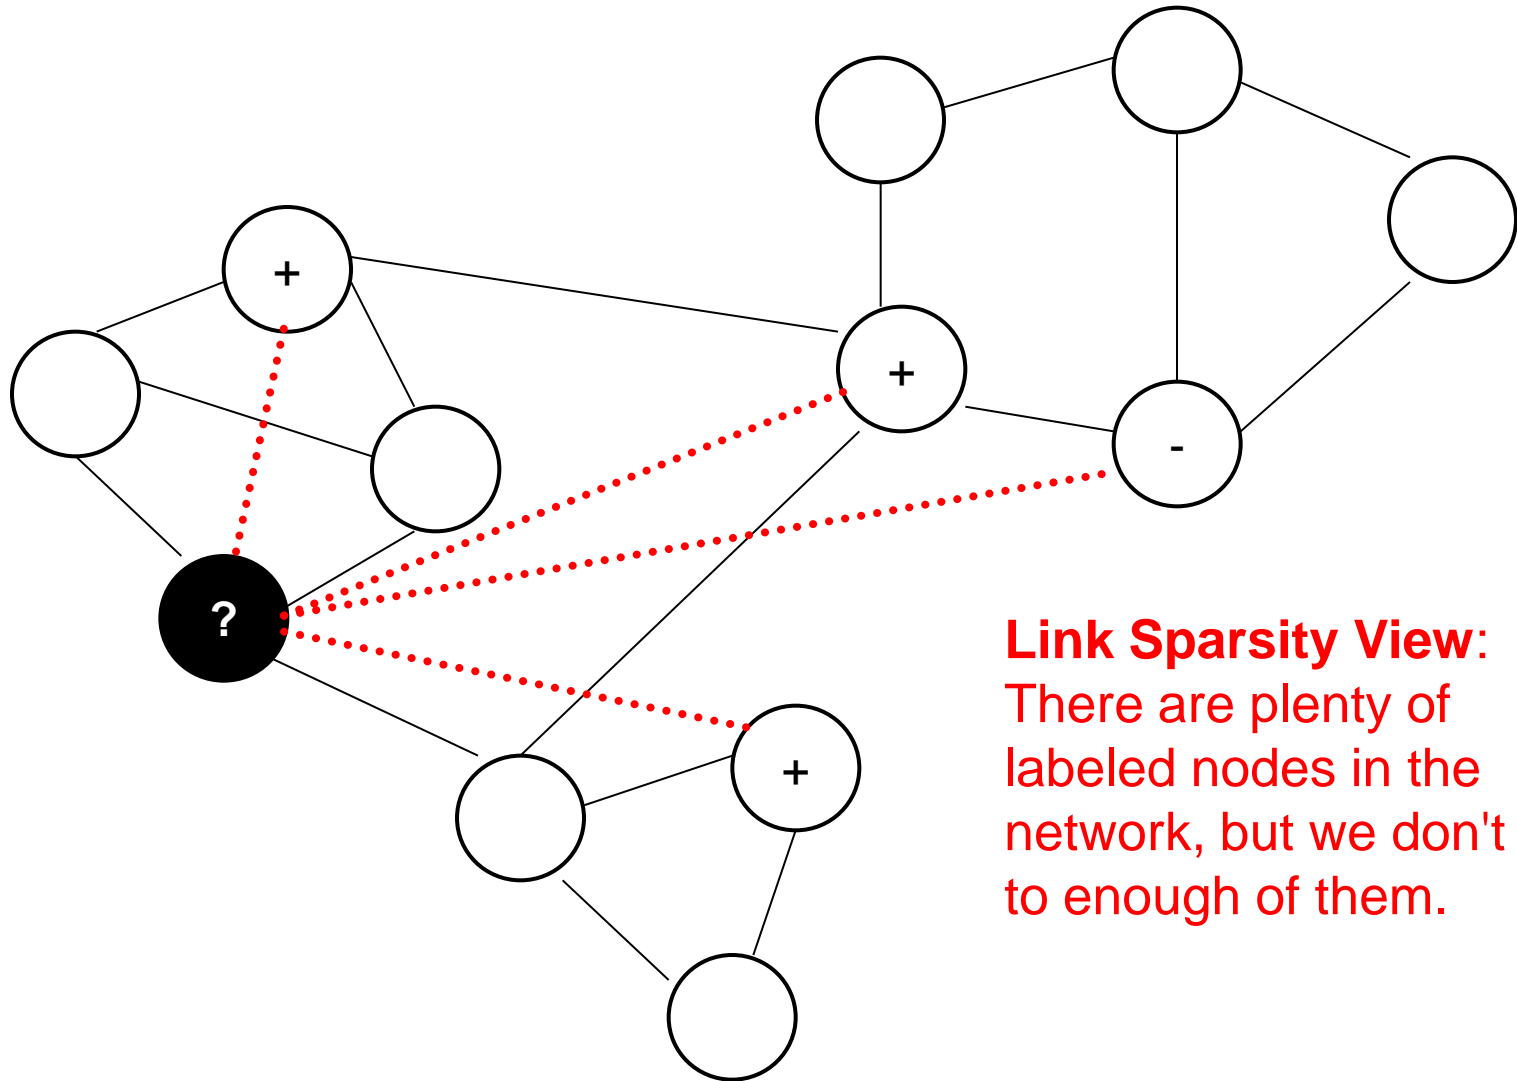 +
+
-
?
Link Sparsity View:
There are plenty of
labeled nodes in the
network, but we don't
to enough of them.
+